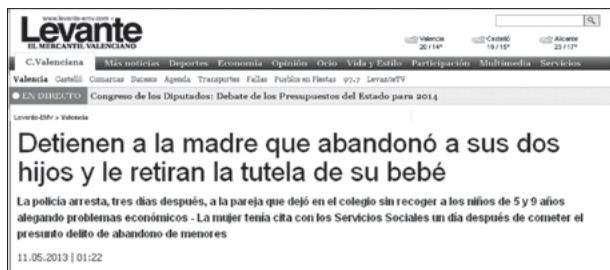 www.levante-emv.com
Levante
EL MERCANTIL VALENCIANO
Valencia Castelló Alicante
20 / 14° 19 / 15° 23 / 17°
C.Valenciana Más noticias Deportes Economía Opinión Ocio Vida y Estilo Participación Multimedia Servicios
Valencia Castelló Comarcas Sucesos Agenda Transportes Fallas Pueblos en Fiestas 97.7 LevanteTV
EN DIRECTO Congreso de los Diputados: Debate de los Presupuestos del Estado para 2014
Levante-EMV > Valencia
Detienen a la madre que abandonó a sus dos
hijos y le retiran la tutela de su bebé
La policía arresta, tres días después, a la pareja que dejó en el colegio sin recoger a los niños de 5 y 9 años
alegando problemas económicos - La mujer tenía cita con los Servicios Sociales un día después de cometer el
presunto delito de abandono de menores
11.05.2013 | 01:22